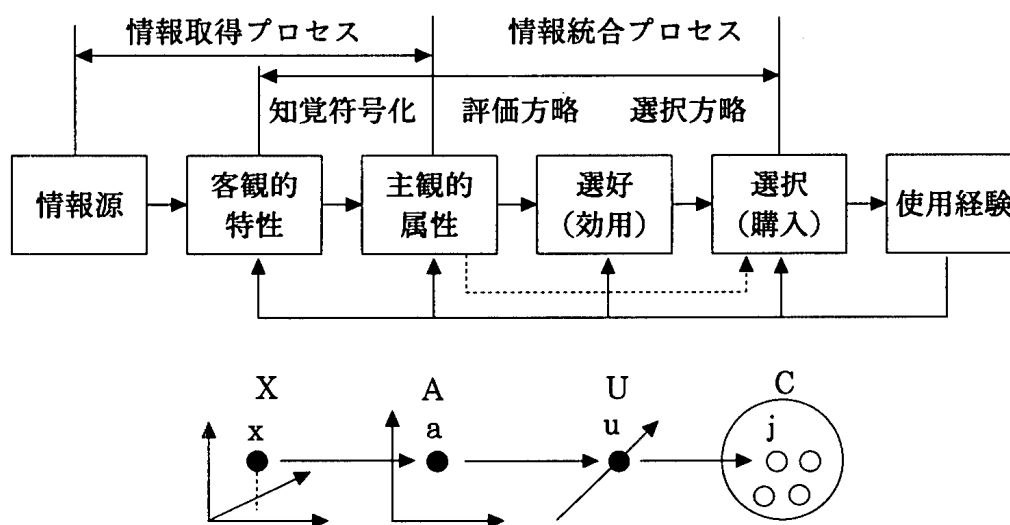 情報取得プロセス 情報統合プロセス
知覚符号化 評価方略 選択方略
情報源 客観的特性 主観的属性 選好(効用) 選択(購入) 使用経験
X A U C
x a u j